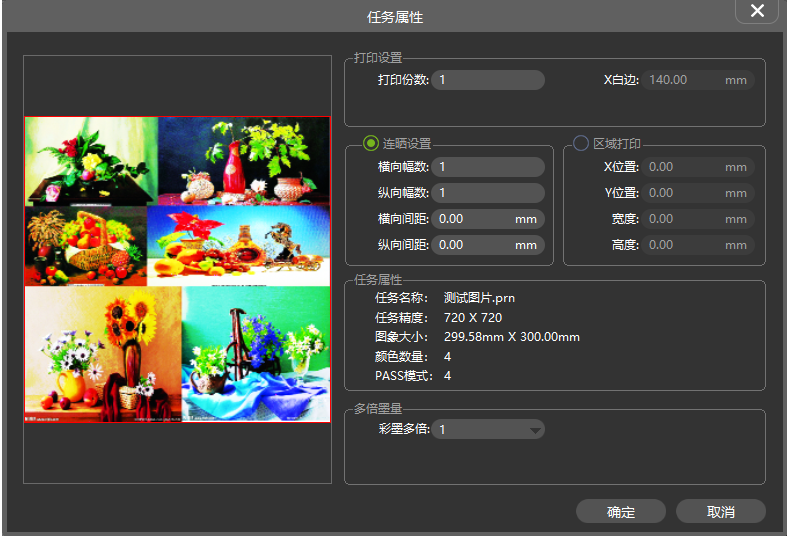 任务属性
打印设置
打印份数: 1
X白边: 140.00 mm
连晒设置
横向幅数: 1
纵向幅数: 1
横向间距: 0.00 mm
纵向间距: 0.00 mm
区域打印
X位置: 0.00 mm
Y位置: 0.00 mm
宽度: 0.00 mm
高度: 0.00 mm
任务属性
任务名称: 测试图片.prn
任务精度: 720 X 720
图象大小: 299.58mm X 300.00mm
颜色数量: 4
PASS模式: 4
多倍墨量
彩墨多倍: 1
确定
取消